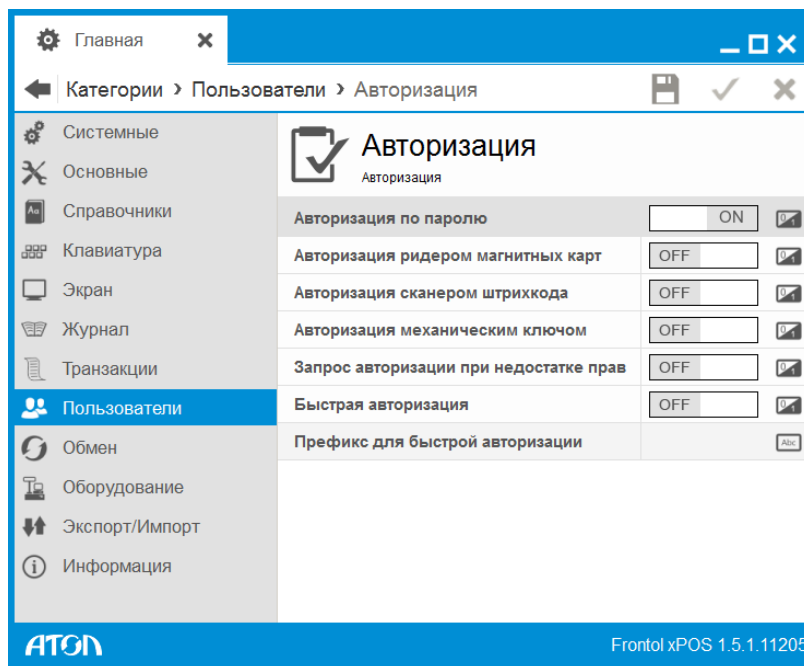 Главная
Категории > Пользователи > Авторизация
Системные
Основные
Справочники
Клавиатура
Экран
Журнал
Транзакции
Пользователи
Обмен
Оборудование
Экспорт/Импорт
Информация
Авторизация
Авторизация
Авторизация по паролю ON
Авторизация ридером магнитных карт OFF
Авторизация сканером штрихкода OFF
Авторизация механическим ключом OFF
Запрос авторизации при недостатке прав OFF
Быстрая авторизация OFF
Префикс для быстрой авторизации Abc
АТОЛ Frontol xPOS 1.5.1.11205